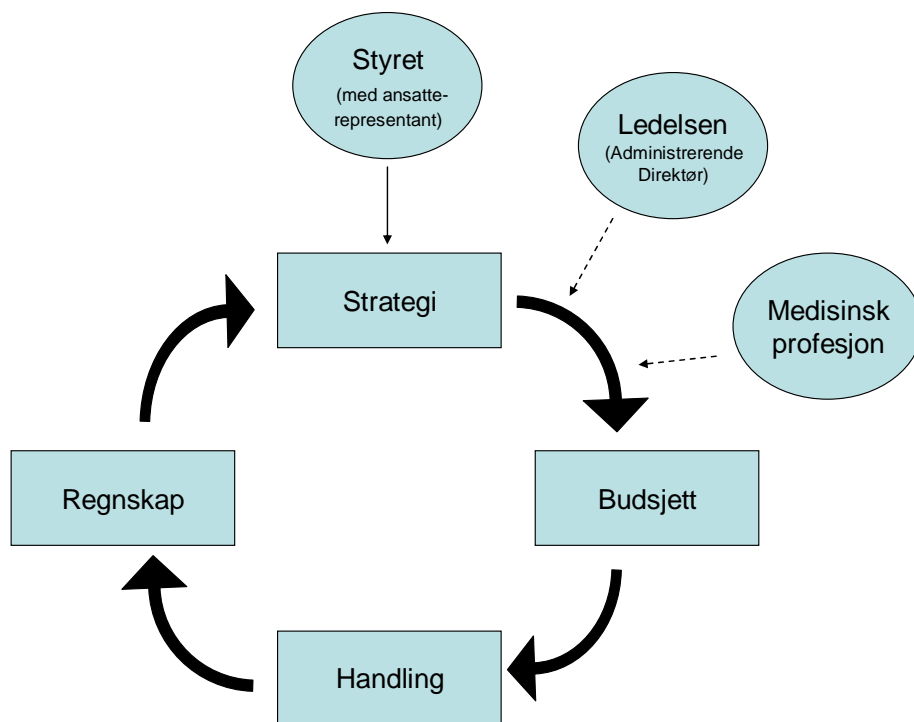 Styret
(med ansatte-
representant)
Ledelsen
(Administrerende
Direktør)
Strategi
Medisinsk
profesjon
Regnskap
Budsjett
Handling